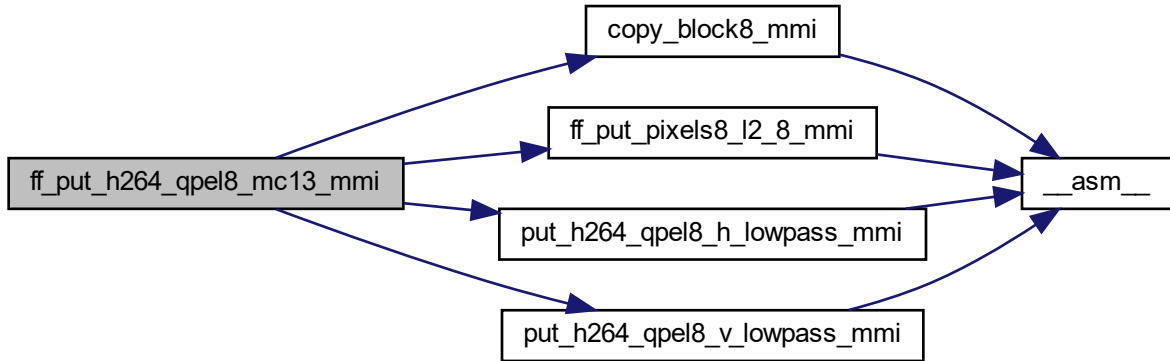 copy_block8_mmi
ff_put_pixels8_l2_8_mmi
ff_put_h264_qpel8_mc13_mmi
__asm__
put_h264_qpel8_h_lowpass_mmi
put_h264_qpel8_v_lowpass_mmi